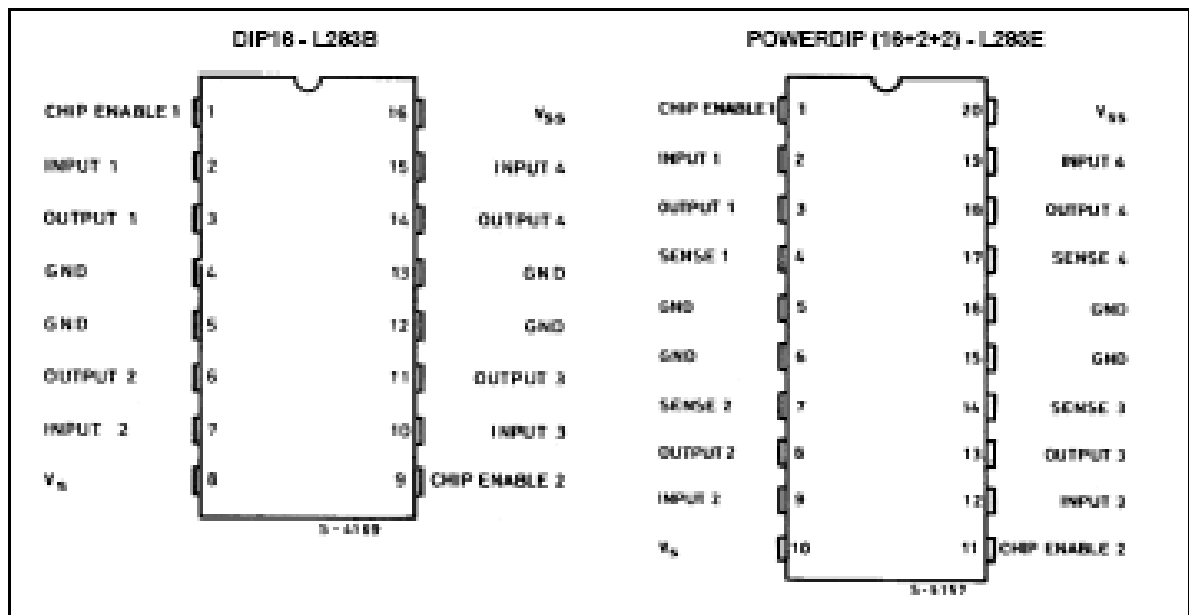 DIP16 - L293B
CHIP ENABLE 1 1 16 VSS
INPUT 1 2 15 INPUT 4
OUTPUT 1 3 14 OUTPUT 4
GND 4 13 GND
GND 5 12 GND
OUTPUT 2 6 11 OUTPUT 3
INPUT 2 7 10 INPUT 3
VS 8 9 CHIP ENABLE 2
POWERDIP (16+2+2) - L293E
CHIP ENABLE 1 1 20 VSS
INPUT 1 2 19 INPUT 4
OUTPUT 1 3 18 OUTPUT 4
SENSE 1 4 17 SENSE 4
GND 5 16 GND
GND 6 15 GND
SENSE 2 7 14 SENSE 3
OUTPUT 2 8 13 OUTPUT 3
INPUT 2 9 12 INPUT 3
VS 10 11 CHIP ENABLE 2